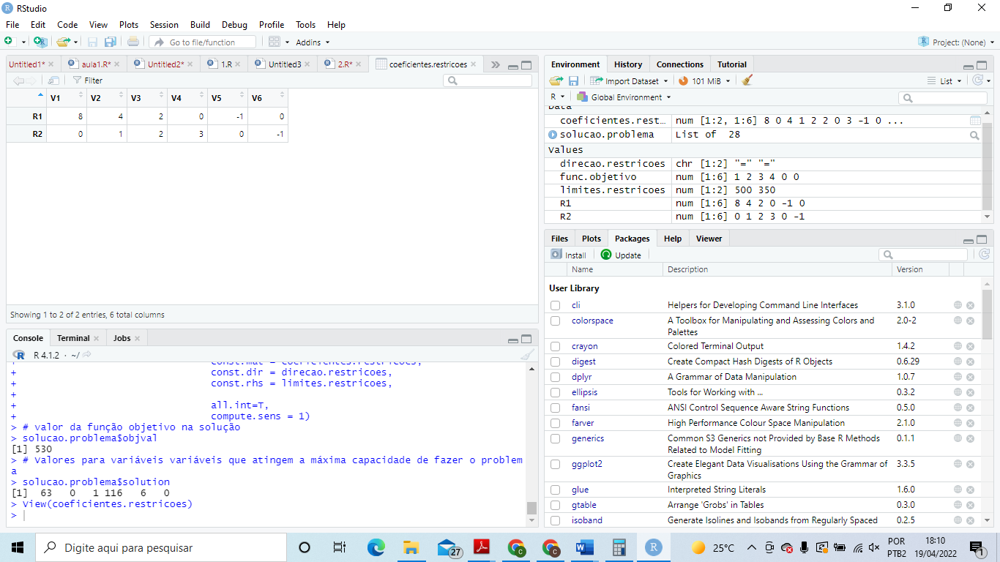 RStudio
File Edit Code View Plots Session Build Debug Profile Tools Help
Go to file/function Addins Project: (None)
Untitled1* aula1.R* Untitled2* 1.R Untitled3 2.R* coeficientes.restricoes
Filter
V1 V2 V3 V4 V5 V6
R1 8 4 2 0 -1 0
R2 0 1 2 3 0 -1
Showing 1 to 2 of 2 entries, 6 total columns
Console Terminal Jobs
R 4.1.2 · ~/
+ const.mat = coeficientes.restricoes,
+ const.dir = direcao.restricoes,
+ const.rhs = limites.restricoes,
+
+ all.int=T,
+ compute.sens = 1)
> # valor da função objetivo na solução
> solucao.problema$objval
[1] 530
> # Valores para variáveis variáveis que atingem a máxima capacidade de fazer o problem
a
> solucao.problema$solution
[1] 63 0 1 116 6 0
> View(coeficientes.restricoes)
>
Environment History Connections Tutorial
Import Dataset 101 MiB List
R Global Environment
Data
coeficientes.rest… num [1:2, 1:6] 8 0 4 1 2 2 0 3 -1 0 ...
solucao.problema List of 28
Values
direcao.restricoes chr [1:2] "=" "="
func.objetivo num [1:6] 1 2 3 4 0 0
limites.restricoes num [1:2] 500 350
R1 num [1:6] 8 4 2 0 -1 0
R2 num [1:6] 0 1 2 3 0 -1
Files Plots Packages Help Viewer
Install Update
Name Description Version
User Library
cli Helpers for Developing Command Line Interfaces 3.1.0
colorspace A Toolbox for Manipulating and Assessing Colors and 2.0-2
Palettes
crayon Colored Terminal Output 1.4.2
digest Create Compact Hash Digests of R Objects 0.6.29
dplyr A Grammar of Data Manipulation 1.0.7
ellipsis Tools for Working with ... 0.3.2
fansi ANSI Control Sequence Aware String Functions 0.5.0
farver High Performance Colour Space Manipulation 2.1.0
generics Common S3 Generics not Provided by Base R Methods 0.1.1
Related to Model Fitting
ggplot2 Create Elegant Data Visualisations Using the Grammar of 3.3.5
Graphics
glue Interpreted String Literals 1.6.0
gtable Arrange 'Grobs' in Tables 0.3.0
isoband Generate Isolines and Isobands from Regularly Spaced 0.2.5
Digite aqui para pesquisar 27 25°C POR 18:10
PTB2 19/04/2022 1